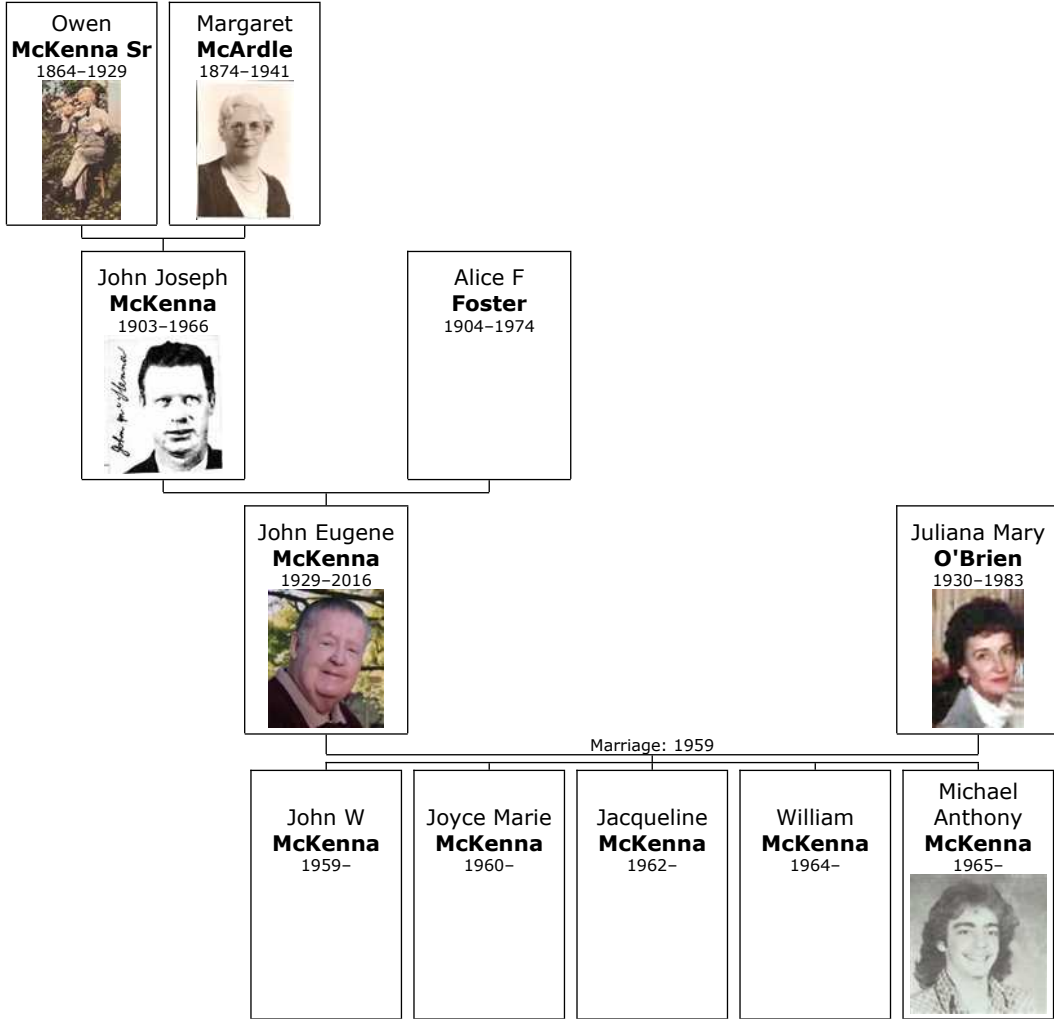 Owen
McKenna Sr
1864–1929
Margaret
McArdle
1874–1941
John Joseph
McKenna
1903–1966
John McKenna
Alice F
Foster
1904–1974
John Eugene
McKenna
1929–2016
Juliana Mary
O'Brien
1930–1983
Marriage: 1959
John W
McKenna
1959–
Joyce Marie
McKenna
1960–
Jacqueline
McKenna
1962–
William
McKenna
1964–
Michael
Anthony
McKenna
1965–